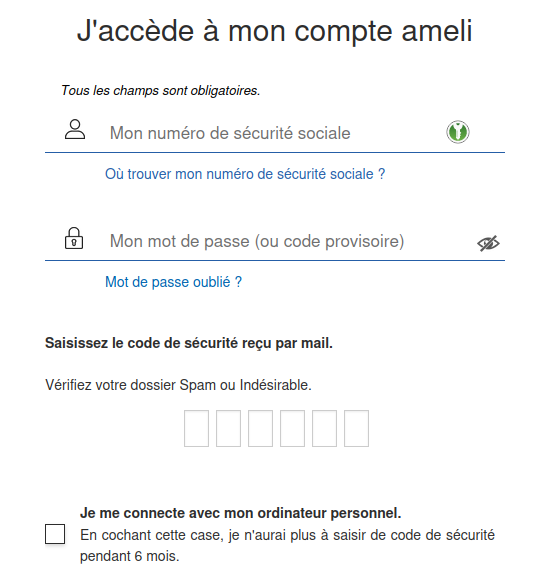 J'accède à mon compte ameli
Tous les champs sont obligatoires.
Mon numéro de sécurité sociale
Où trouver mon numéro de sécurité sociale ?
Mon mot de passe (ou code provisoire)
Mot de passe oublié ?
Saisissez le code de sécurité reçu par mail.
Vérifiez votre dossier Spam ou Indésirable.
Je me connecte avec mon ordinateur personnel.
En cochant cette case, je n'aurai plus à saisir de code de sécurité
pendant 6 mois.